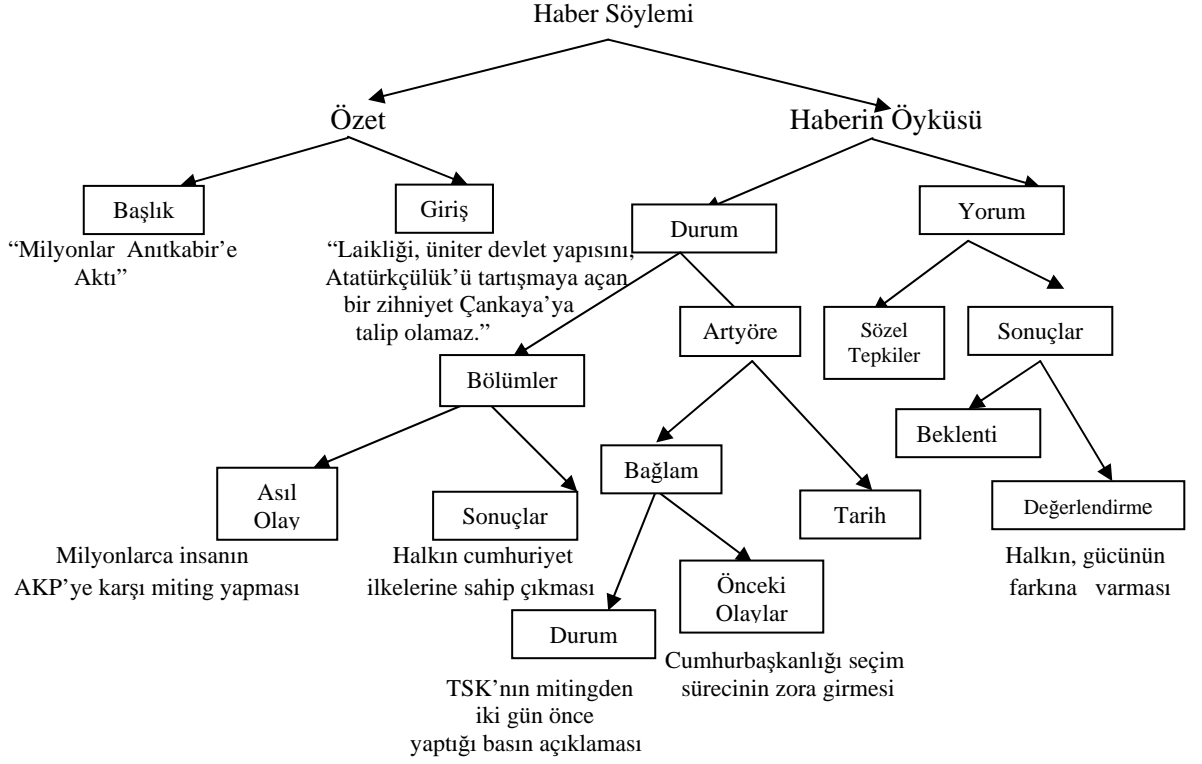 Haber Söylemi
Özet
Haberin Öyküsü
Başlık
Giriş
Durum
Yorum
“Milyonlar Anıtkabir’e
Aktı”
“Laikliği, üniter devlet yapısını,
Atatürkçülük’ü tartışmaya açan
bir zihniyet Çankaya’ya
talip olamaz.”
Artyöre
Sözel
Tepkiler
Sonuçlar
Bölümler
Beklenti
Bağlam
Asıl
Olay
Sonuçlar
Tarih
Değerlendirme
Milyonlarca insanın
AKP’ye karşı miting yapması
Halkın cumhuriyet
ilkelerine sahip çıkması
Önceki
Olaylar
Halkın, gücünün
farkına varması
Durum
Cumhurbaşkanlığı seçim
sürecinin zora girmesi
TSK’nın mitingden
iki gün önce
yaptığı basın açıklaması